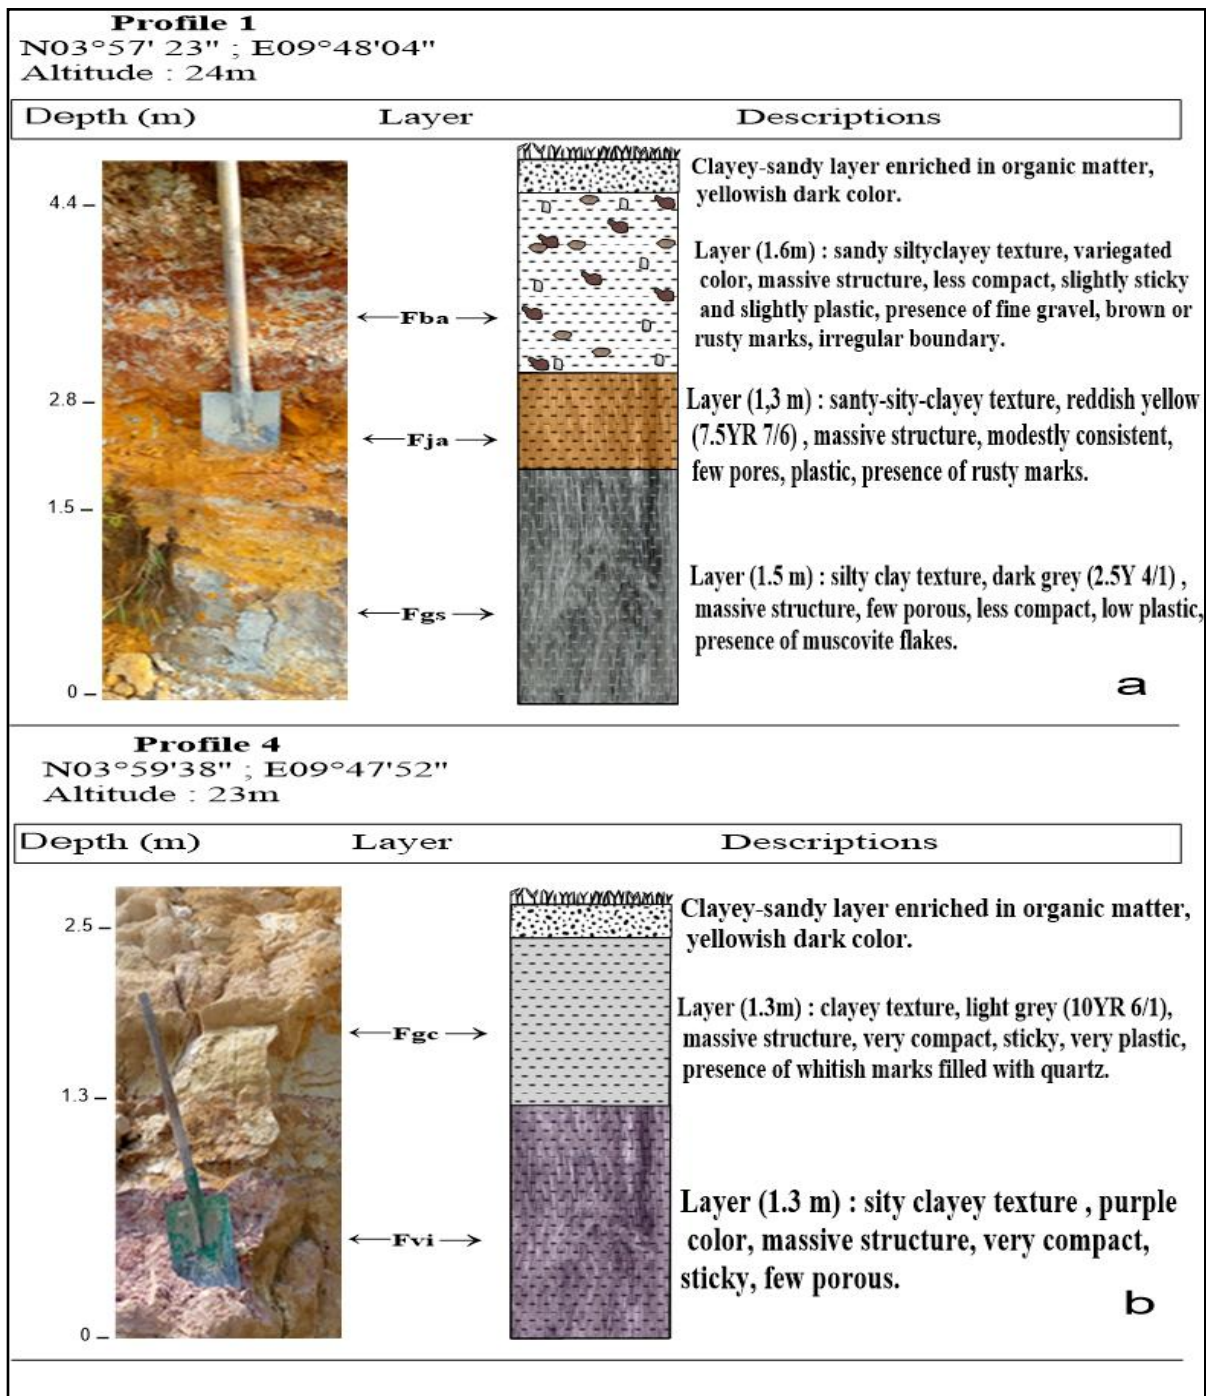 Profile 1
N03°57' 23" ; E09°48'04"
Altitude : 24m
Depth (m) Layer Descriptions
Clayey-sandy layer enriched in organic matter,
yellowish dark color.
4.4
Layer (1.6m) : sandy siltyclayey texture, variegated
color, massive structure, less compact, slightly sticky
and slightly plastic, presence of fine gravel, brown or
rusty marks, irregular boundary.
Fba
2.8
Layer (1,3 m) : santy-sity-clayey texture, reddish yellow
(7.5YR 7/6) , massive structure, modestly consistent,
few pores, plastic, presence of rusty marks.
Fja
1.5
Layer (1.5 m) : silty clay texture, dark grey (2.5Y 4/1) ,
massive structure, few porous, less compact, low plastic,
presence of muscovite flakes.
Fgs
0
a
Profile 4
N03°59'38" ; E09°47'52"
Altitude : 23m
Depth (m) Layer Descriptions
Clayey-sandy layer enriched in organic matter,
yellowish dark color.
2.5
Layer (1.3m) : clayey texture, light grey (10YR 6/1),
massive structure, very compact, sticky, very plastic,
presence of whitish marks filled with quartz.
Fgc
1.3
Layer (1.3 m) : sity clayey texture , purple
color, massive structure, very compact,
sticky, few porous.
Fvi
0
b